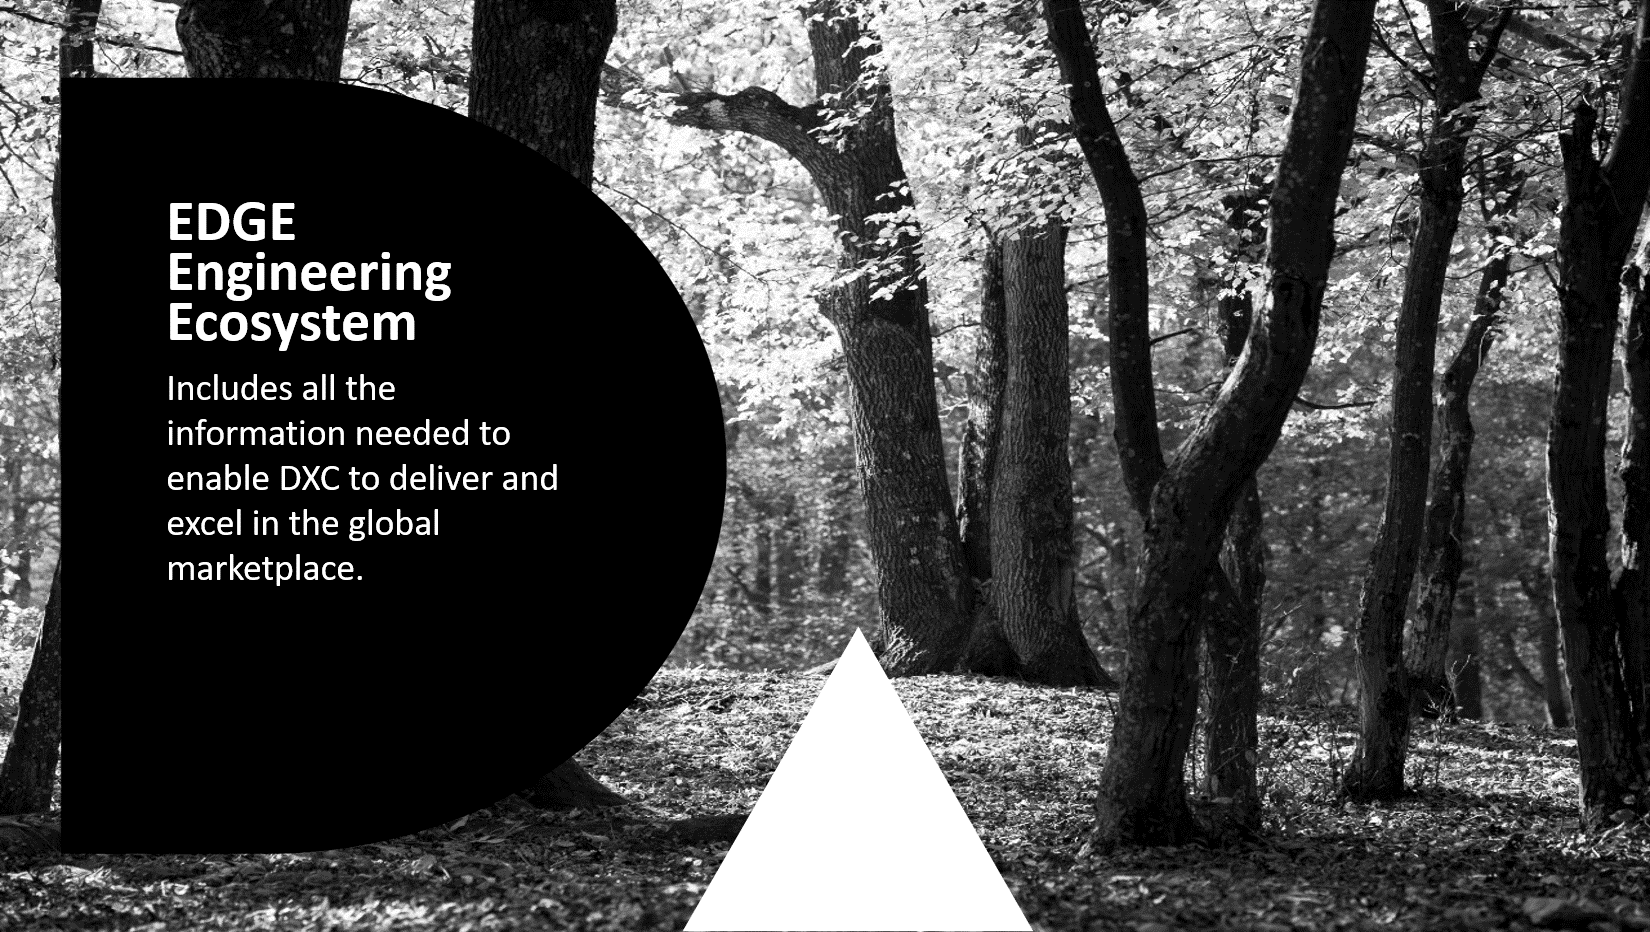 EDGE
Engineering
Ecosystem
Includes all the
information needed to
enable DXC to deliver and
excel in the global
marketplace.